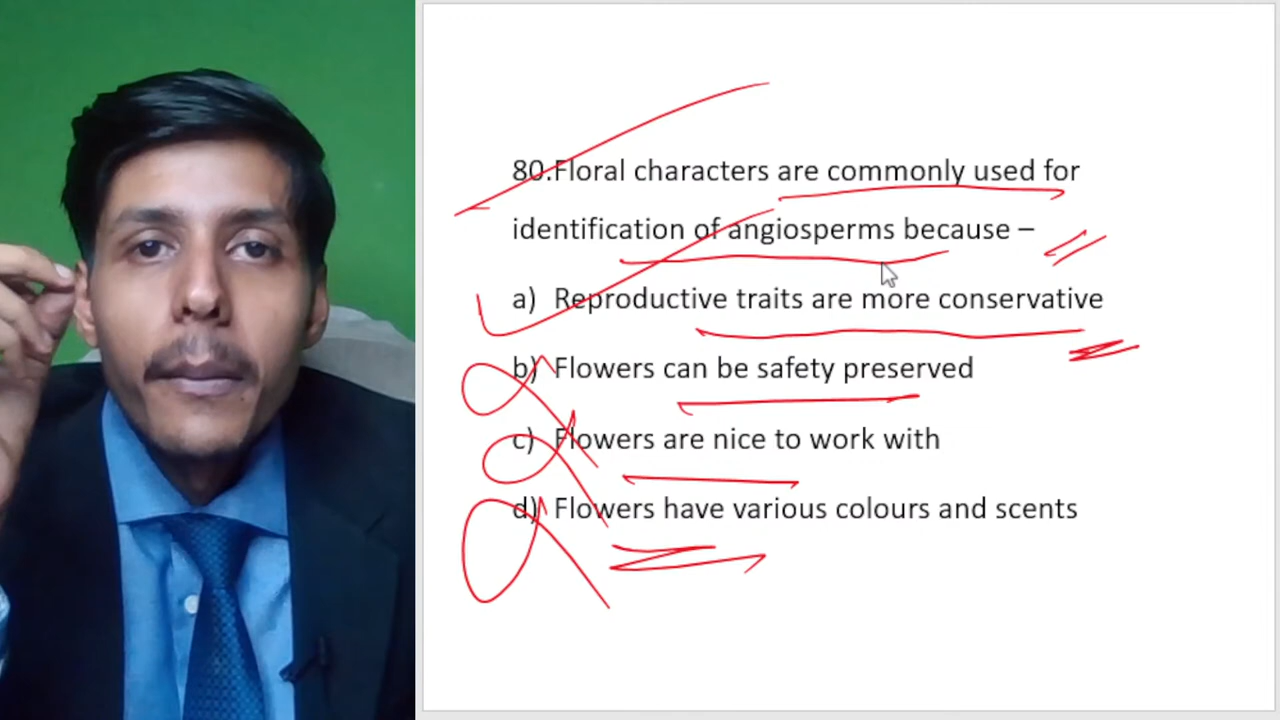 80.Floral characters are commonly used for
identification of angiosperms because –
a) Reproductive traits are more conservative
b) Flowers can be safety preserved
c) Flowers are nice to work with
d) Flowers have various colours and scents